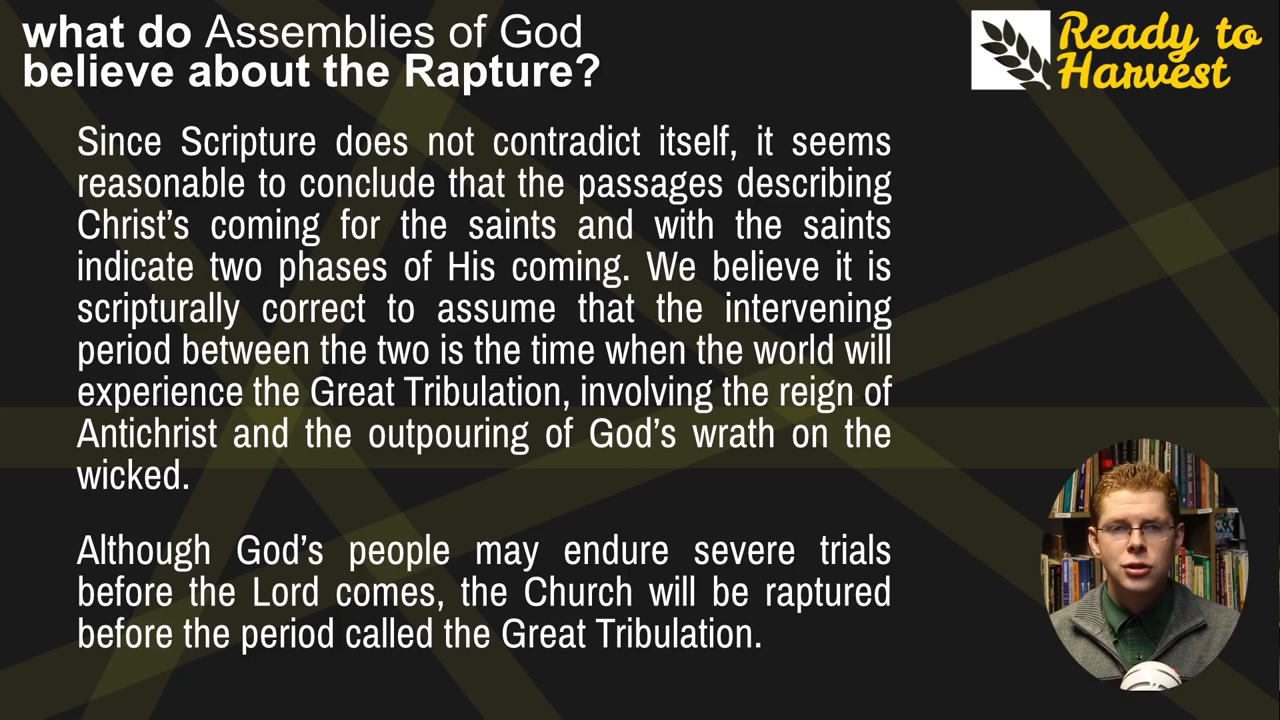 what do Assemblies of God
believe about the Rapture?
Ready to
Harvest
Since Scripture does not contradict itself, it seems
reasonable to conclude that the passages describing
Christ’s coming for the saints and with the saints
indicate two phases of His coming. We believe it is
scripturally correct to assume that the intervening
period between the two is the time when the world will
experience the Great Tribulation, involving the reign of
Antichrist and the outpouring of God’s wrath on the
wicked.
Although God’s people may endure severe trials
before the Lord comes, the Church will be raptured
before the period called the Great Tribulation.